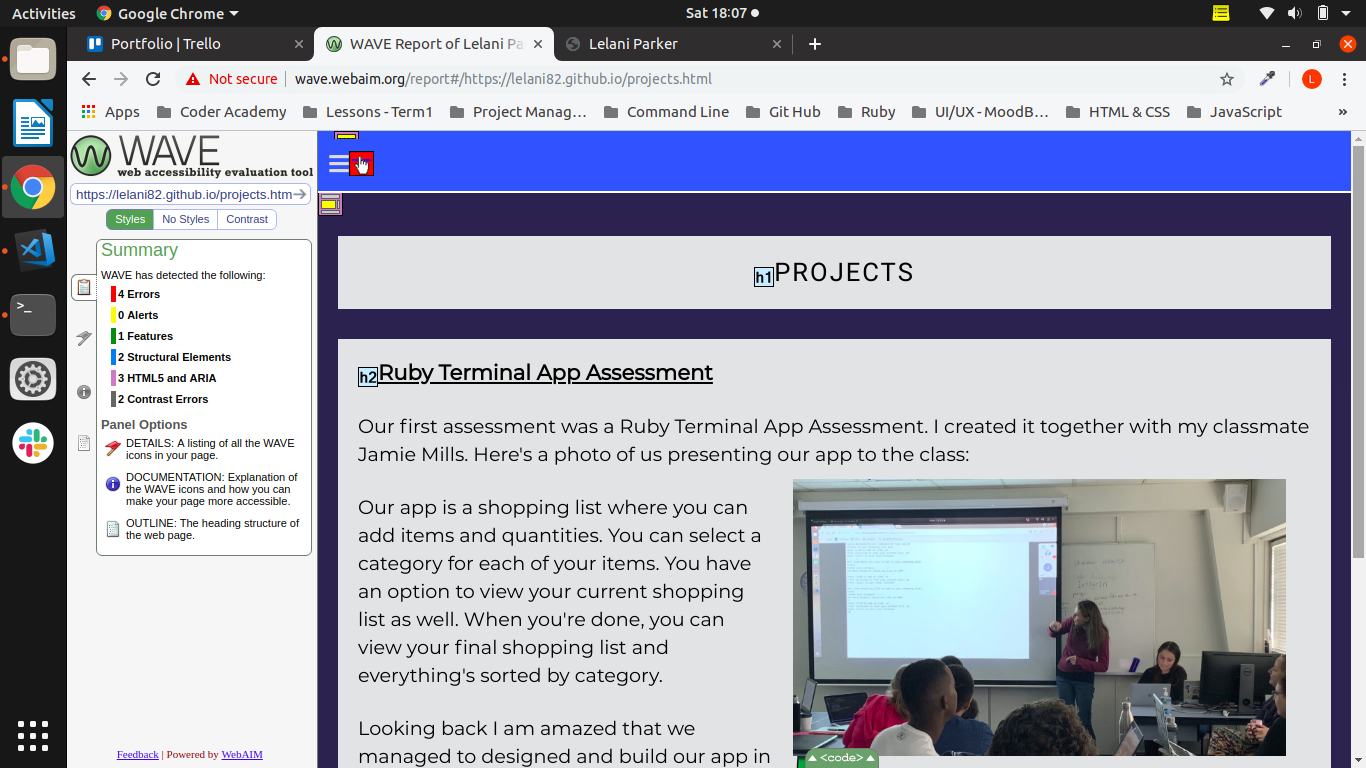 Activities
Google Chrome
Sat 18:07
Portfolio | Trello
WAVE Report of Lelani Pa
Lelani Parker
Not secure
wave.webaim.org/report#/https://lelani82.github.io/projects.html
L
Apps
Coder Academy
Lessons - Term1
Project Manag…
Command Line
Git Hub
Ruby
UI/UX - MoodB…
HTML & CSS
JavaScript
»
WAVE
web accessibility evaluation tool
https://lelani82.github.io/projects.htm
Styles
No Styles
Contrast
Summary
WAVE has detected the following:
4 Errors
0 Alerts
1 Features
2 Structural Elements
3 HTML5 and ARIA
2 Contrast Errors
Panel Options
DETAILS: A listing of all the WAVE
icons in your page.
DOCUMENTATION: Explanation of
the WAVE icons and how you can
make your page more accessible.
OUTLINE: The heading structure of
the web page.
Feedback | Powered by WebAIM
h1 PROJECTS
h2 Ruby Terminal App Assessment
Our first assessment was a Ruby Terminal App Assessment. I created it together with my classmate
Jamie Mills. Here's a photo of us presenting our app to the class:
Our app is a shopping list where you can
add items and quantities. You can select a
category for each of your items. You have
an option to view your current shopping
list as well. When you're done, you can
view your final shopping list and
everything's sorted by category.
Looking back I am amazed that we
managed to designed and build our app in
<code>